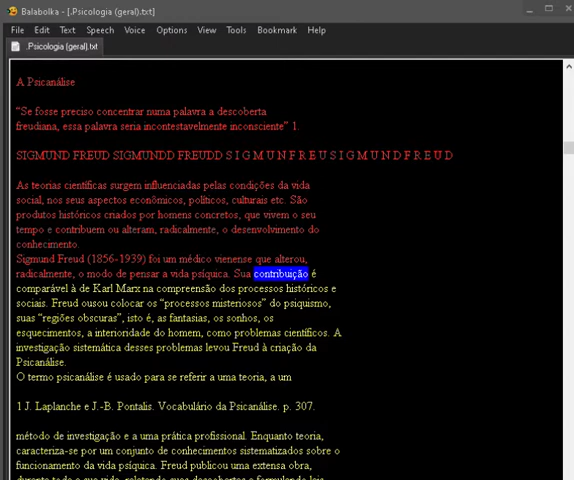 Balabolka - [.Psicologia (geral).txt]
File Edit Text Speech Voice Options View Tools Bookmark Help
.Psicologia (geral).txt
A Psicanálise
"Se fosse preciso concentrar numa palavra a descoberta
freudiana, essa palavra seria incontestavelmente inconsciente" 1.
SIGMUND FREUD SIGMUNDD FREUDD S I G M U N F R E U S I G M U N D F R E U D
As teorias científicas surgem influenciadas pelas condições da vida
social, nos seus aspectos econômicos, políticos, culturais etc. São
produtos históricos criados por homens concretos, que vivem o seu
tempo e contribuem ou alteram, radicalmente, o desenvolvimento do
conhecimento.
Sigmund Freud (1856-1939) foi um médico vienense que alterou,
radicalmente, o modo de pensar a vida psíquica. Sua contribuição é
comparável à de Karl Marx na compreensão dos processos históricos e
sociais. Freud ousou colocar os "processos misteriosos" do psiquismo,
suas "regiões obscuras", isto é, as fantasias, os sonhos, os
esquecimentos, a interioridade do homem, como problemas científicos. A
investigação sistemática desses problemas levou Freud à criação da
Psicanálise.
O termo psicanálise é usado para se referir a uma teoria, a um
1 J. Laplanche e J.-B. Pontalis. Vocabulário da Psicanálise. p. 307.
método de investigação e a uma prática profissional. Enquanto teoria,
caracteriza-se por um conjunto de conhecimentos sistematizados sobre o
funcionamento da vida psíquica. Freud publicou uma extensa obra,
durante toda a sua vida, relatando suas descobertas e formulando leis